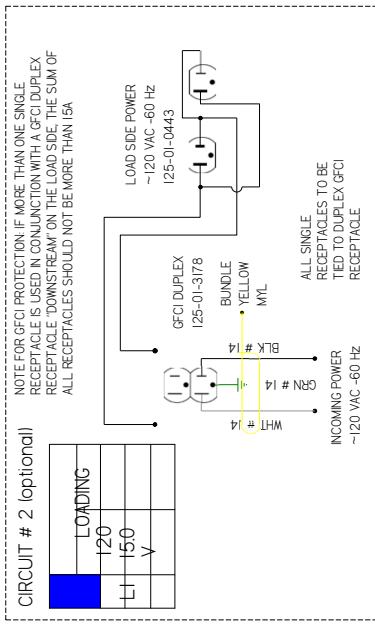 CIRCUIT # 2 (optional)
LOADING
120
L1 15.0
V
NOTE FOR GFCI PROTECTION: IF MORE THAN ONE SINGLE
RECEPTACLE IS USED IN CONJUNCTION WITH A GFCI DUPLEX
RECEPTACLE "DOWNSTREAM" ON THE LOAD SIDE, THE SUM OF
ALL RECEPTACLES SHOULD NOT BE MORE THAN 15A
LOAD SIDE POWER
~120 VAC -60 Hz
125-01-0443
GFCI DUPLEX
125-01-3178
BUNDLE
YELLOW
MYL
WHT # 14
GRN # 14
BLK # 14
INCOMING POWER
~120 VAC -60 Hz
ALL SINGLE
RECEPTACLES TO BE
TIED TO DUPLEX GFCI
RECEPTACLE